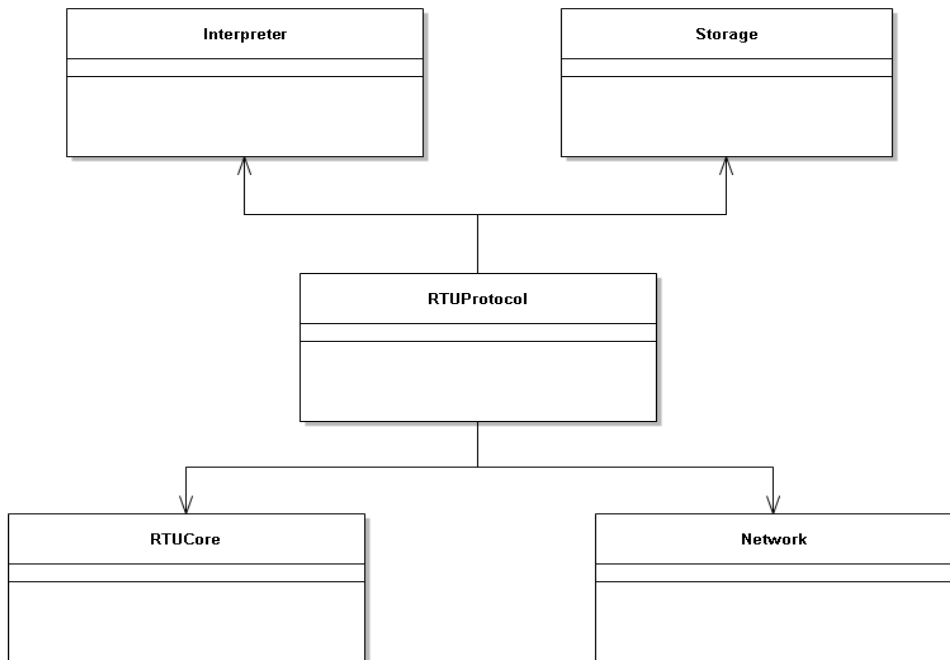 Interpreter
Storage
RTUProtocol
RTUCore
Network